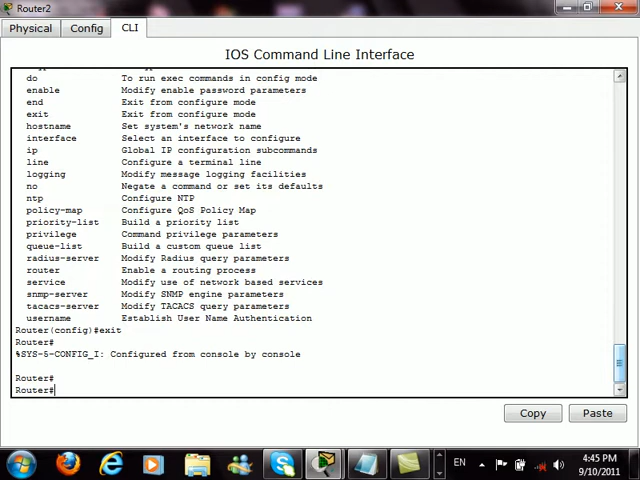 Router2
Physical Config CLI
IOS Command Line Interface
do To run exec commands in config mode
enable Modify enable password parameters
end Exit from configure mode
exit Exit from configure mode
hostname Set system's network name
interface Select an interface to configure
ip Global IP configuration subcommands
line Configure a terminal line
logging Modify message logging facilities
no Negate a command or set its defaults
ntp Configure NTP
policy-map Configure QoS Policy Map
priority-list Build a priority list
privilege Command privilege parameters
queue-list Build a custom queue list
radius-server Modify Radius query parameters
router Enable a routing process
service Modify use of network based services
snmp-server Modify SNMP engine parameters
tacacs-server Modify TACACS query parameters
username Establish User Name Authentication
Router(config)#exit
Router#
%SYS-5-CONFIG_I: Configured from console by console
Router#
Router#
Copy Paste
EN
4:45 PM
9/10/2011